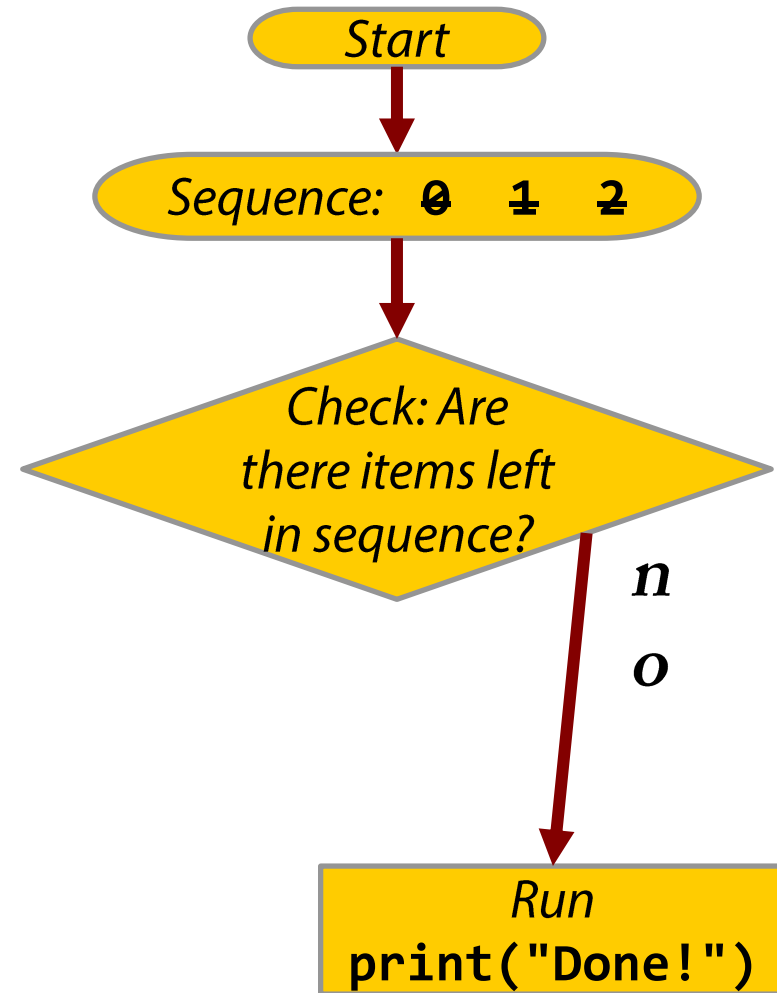 Start
Sequence: 0 1 2
Check: Are
there items left
in sequence?
n
o
Run
print("Done!")